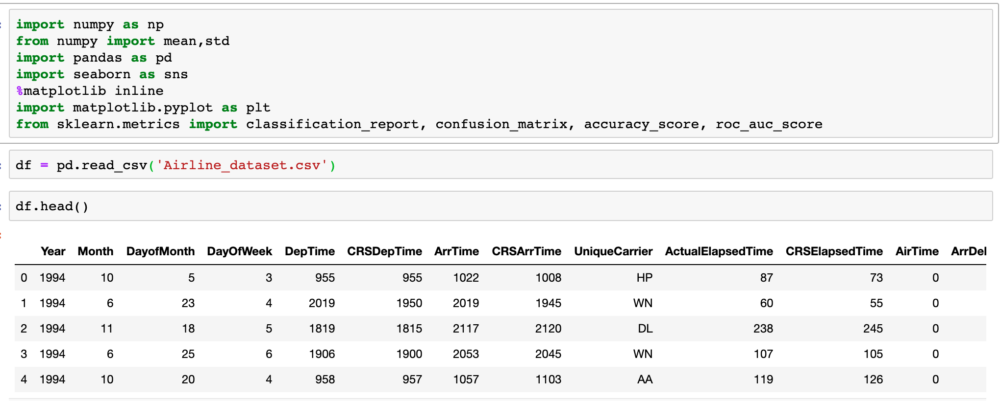 import numpy as np
from numpy import mean,std
import pandas as pd
import seaborn as sns
%matplotlib inline
import matplotlib.pyplot as plt
from sklearn.metrics import classification_report, confusion_matrix, accuracy_score, roc_auc_score
df = pd.read_csv('Airline_dataset.csv')
df.head()
Year Month DayofMonth DayOfWeek DepTime CRSDepTime ArrTime CRSArrTime UniqueCarrier ActualElapsedTime CRSElapsedTime AirTime ArrDel
0 1994 10 5 3 955 955 1022 1008 HP 87 73 0
1 1994 6 23 4 2019 1950 2019 1945 WN 60 55 0
2 1994 11 18 5 1819 1815 2117 2120 DL 238 245 0
3 1994 6 25 6 1906 1900 2053 2045 WN 107 105 0
4 1994 10 20 4 958 957 1057 1103 AA 119 126 0